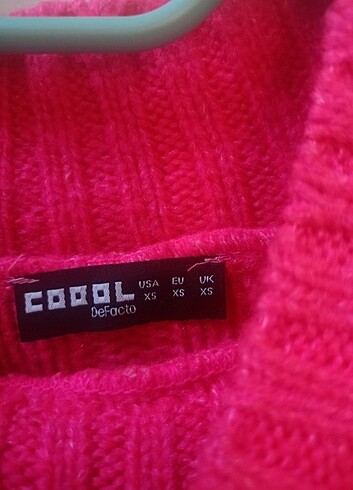 COOOL
DeFacto
USA EU UK
XS XS XS